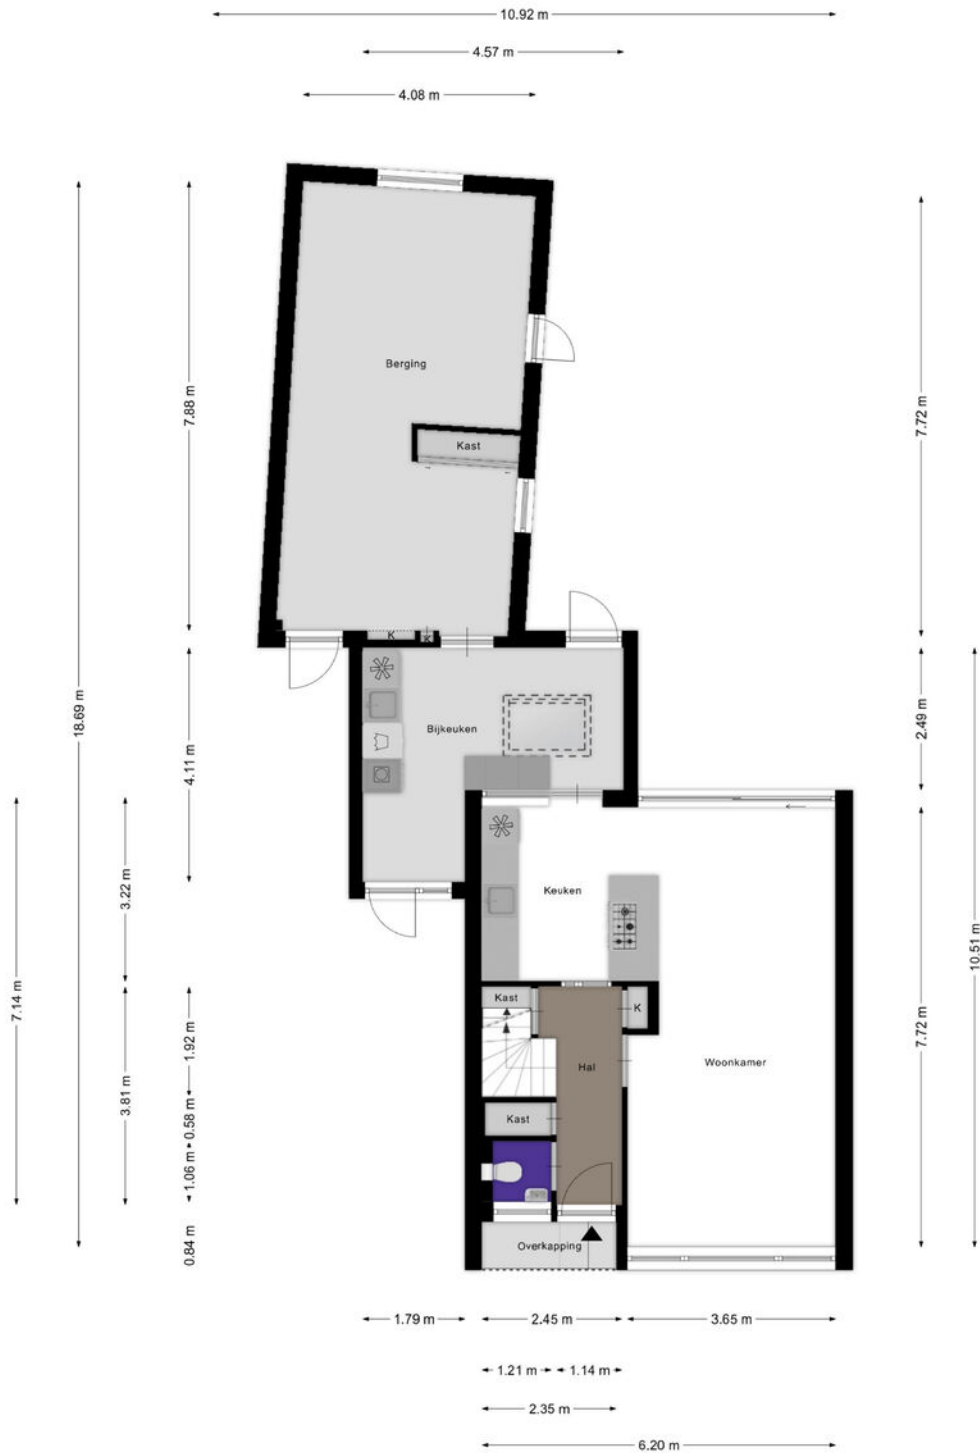 10.92 m
4.57 m
4.08 m
Berging
Kast
7.88 m
7.72 m
18.69 m
K
K
Bijkeuken
4.11 m
2.49 m
Keuken
3.22 m
7.14 m
10.51 m
Kast
K
Hal
Woonkamer
1.92 m
3.81 m
7.72 m
Kast
0.58 m
1.06 m
0.84 m
Overkapping
1.79 m
2.45 m
3.65 m
1.21 m
1.14 m
2.35 m
6.20 m